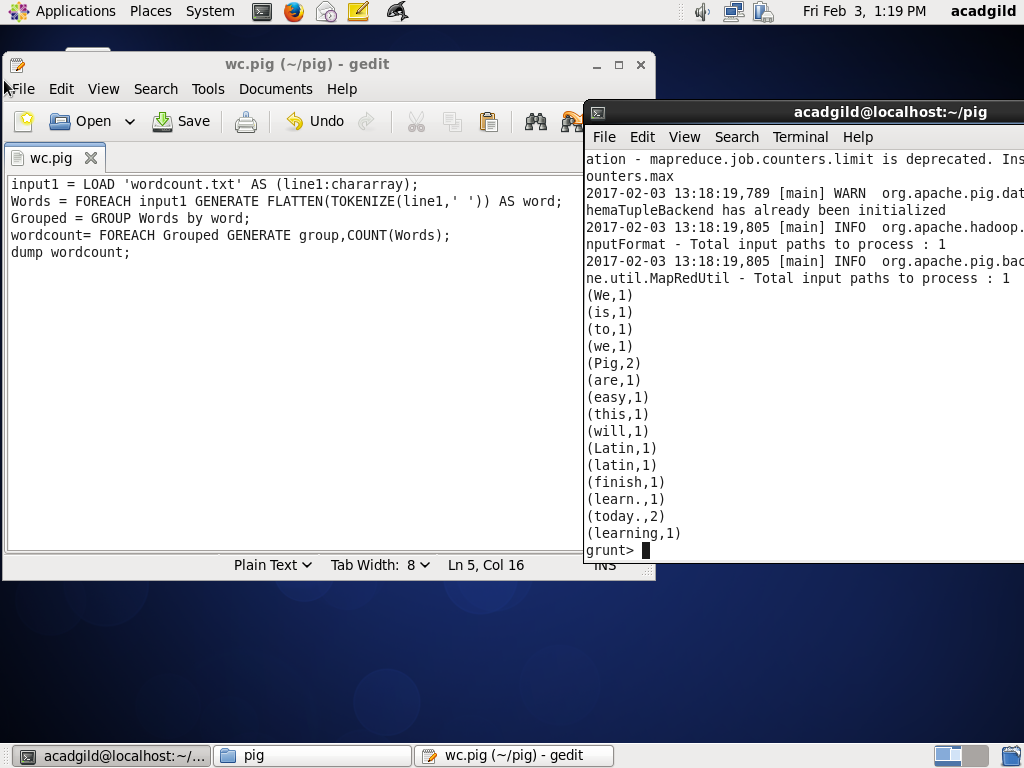 Applications Places System Fri Feb 3, 1:19 PM acadgild
wc.pig (~/pig) - gedit
File Edit View Search Tools Documents Help
Open Save Undo
wc.pig
input1 = LOAD 'wordcount.txt' AS (line1:chararray);
Words = FOREACH input1 GENERATE FLATTEN(TOKENIZE(line1,' ')) AS word;
Grouped = GROUP Words by word;
wordcount= FOREACH Grouped GENERATE group,COUNT(Words);
dump wordcount;
Plain Text Tab Width: 8 Ln 5, Col 16 INS
acadgild@localhost:~/pig
File Edit View Search Terminal Help
ation - mapreduce.job.counters.limit is deprecated. Ins
ounters.max
2017-02-03 13:18:19,789 [main] WARN org.apache.pig.dat
hemaTupleBackend has already been initialized
2017-02-03 13:18:19,805 [main] INFO org.apache.hadoop.
nputFormat - Total input paths to process : 1
2017-02-03 13:18:19,805 [main] INFO org.apache.pig.bac
ne.util.MapRedUtil - Total input paths to process : 1
(We,1)
(is,1)
(to,1)
(we,1)
(Pig,2)
(are,1)
(easy,1)
(this,1)
(will,1)
(Latin,1)
(latin,1)
(finish,1)
(learn.,1)
(today.,2)
(learning,1)
grunt>
acadgild@localhost:~/... pig wc.pig (~/pig) - gedit